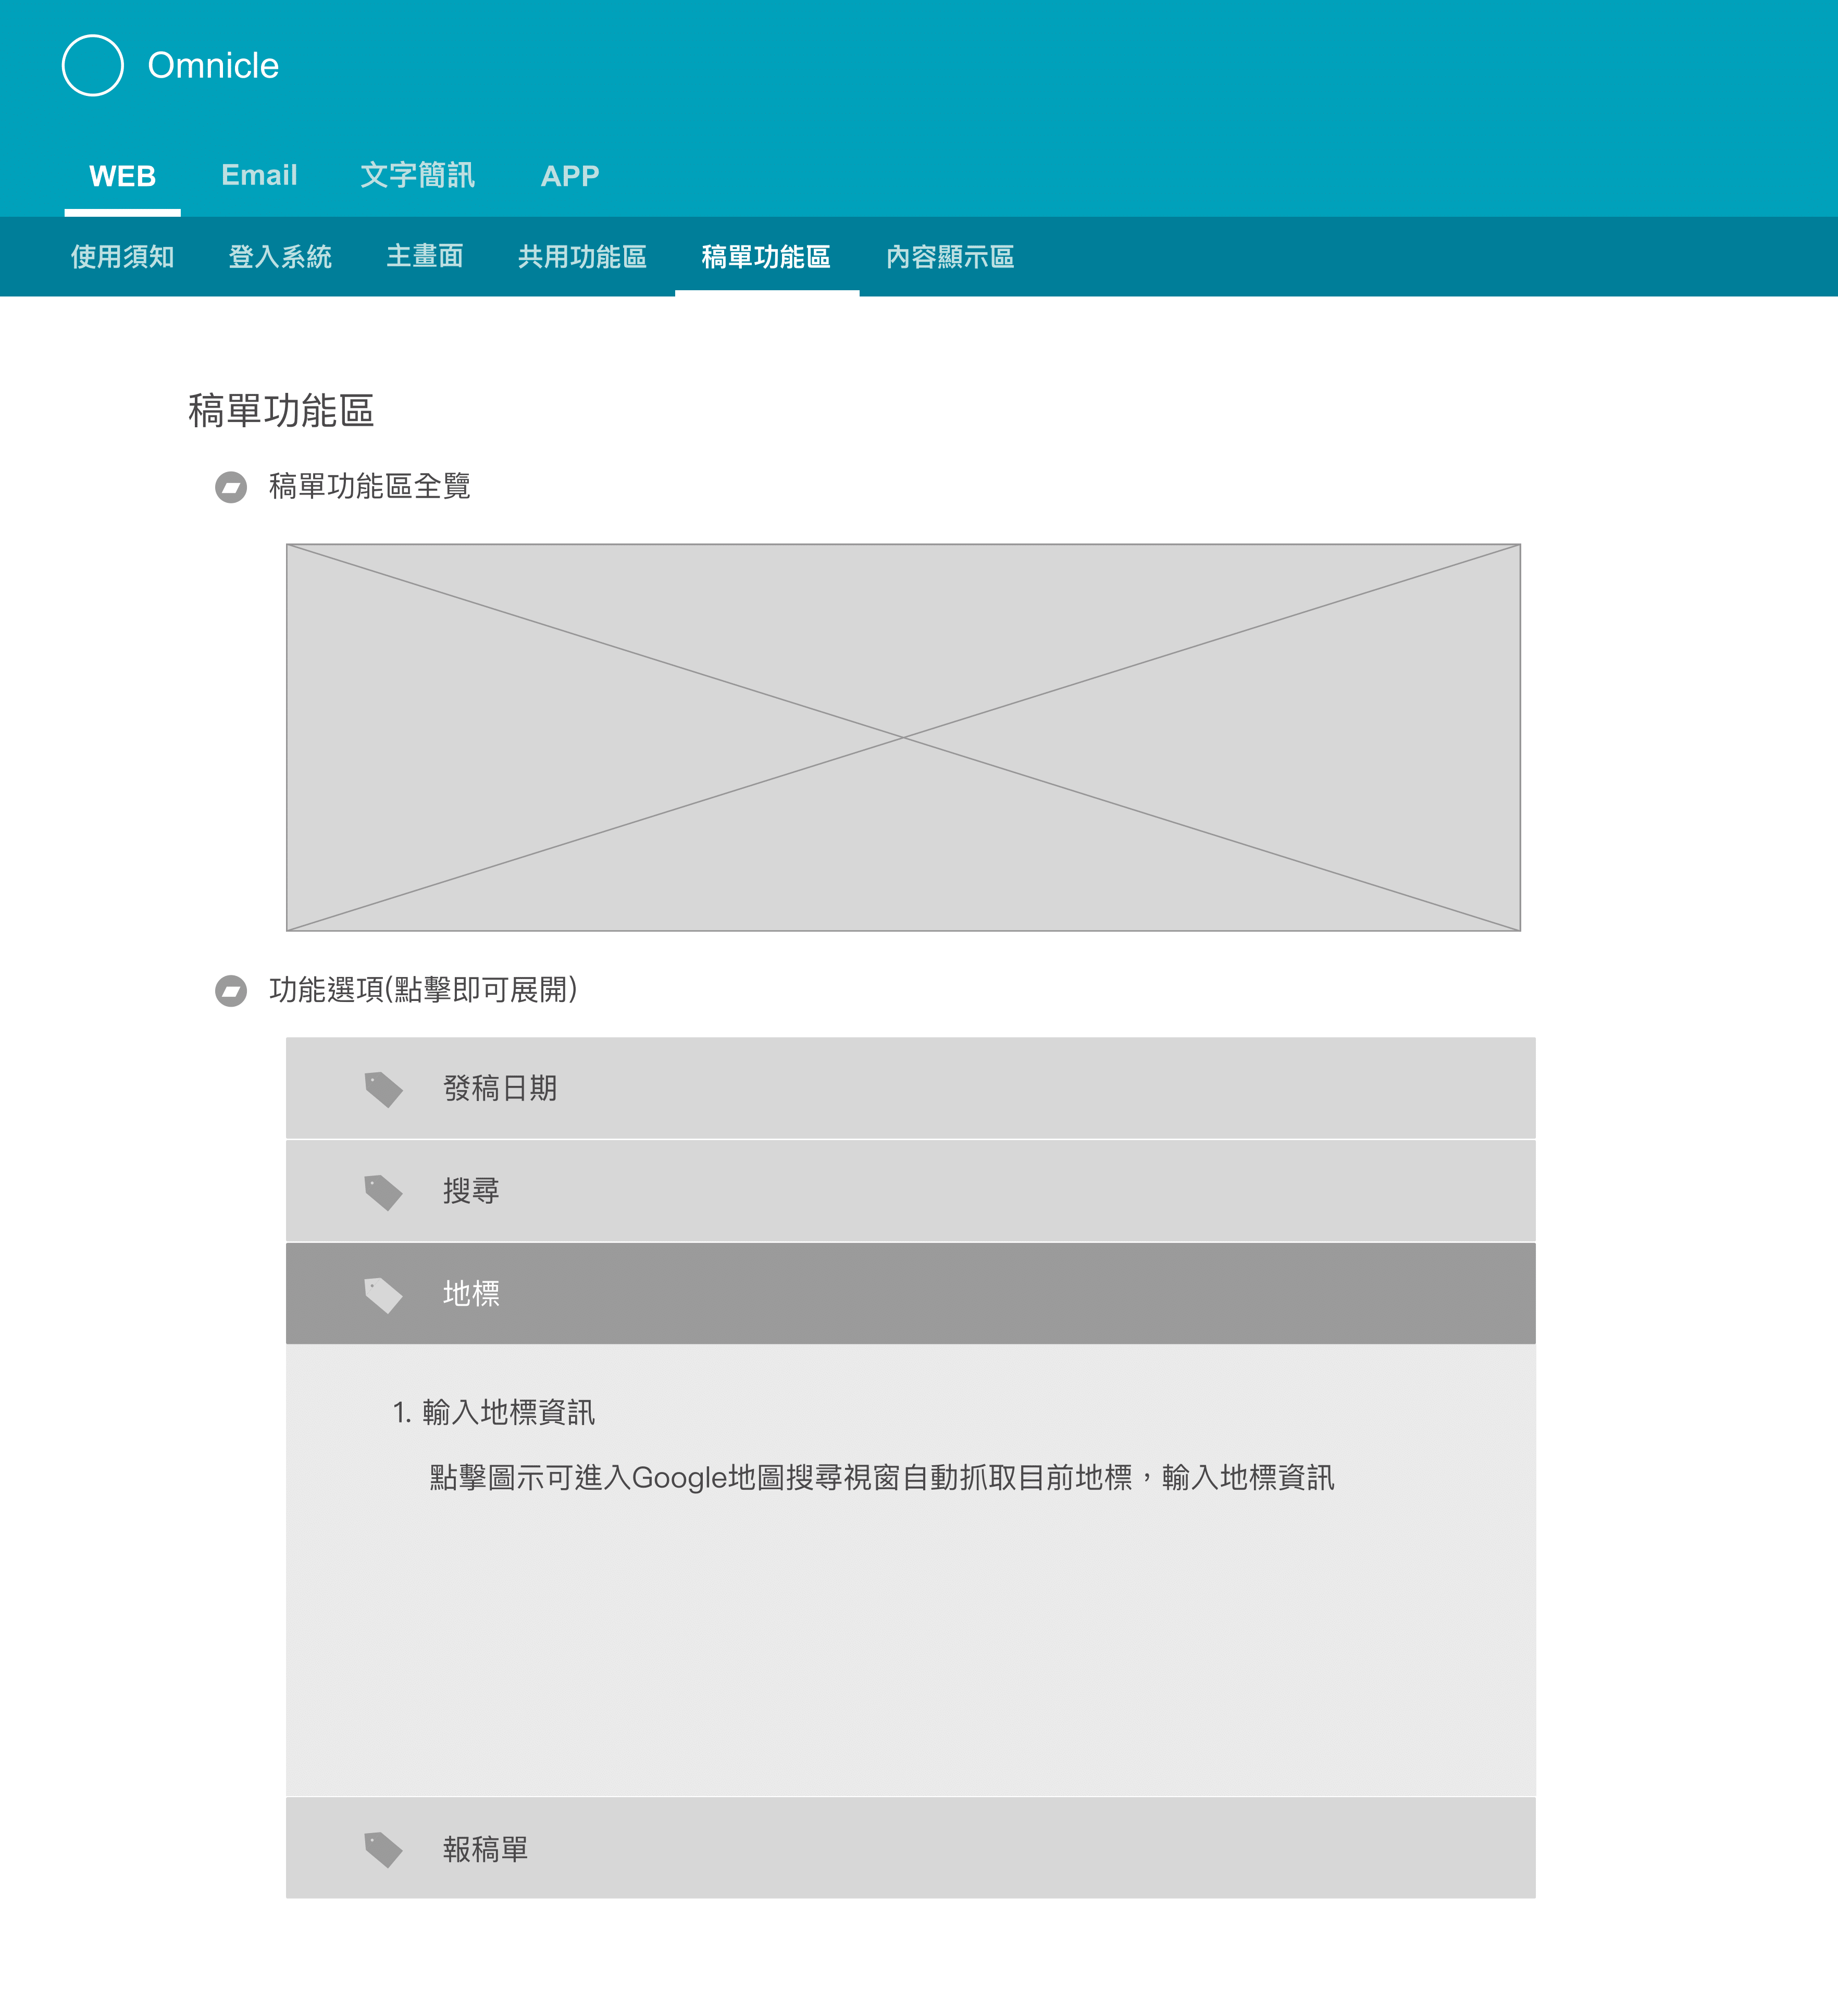 Omnicle
WEB Email 文字簡訊 APP
使用須知 登入系統 主畫面 共用功能區 稿單功能區 內容顯示區
稿單功能區
稿單功能區全覽
功能選項(點擊即可展開)
發稿日期
搜尋
地標
1. 輸入地標資訊
點擊圖示可進入Google地圖搜尋視窗自動抓取目前地標，輸入地標資訊
報稿單